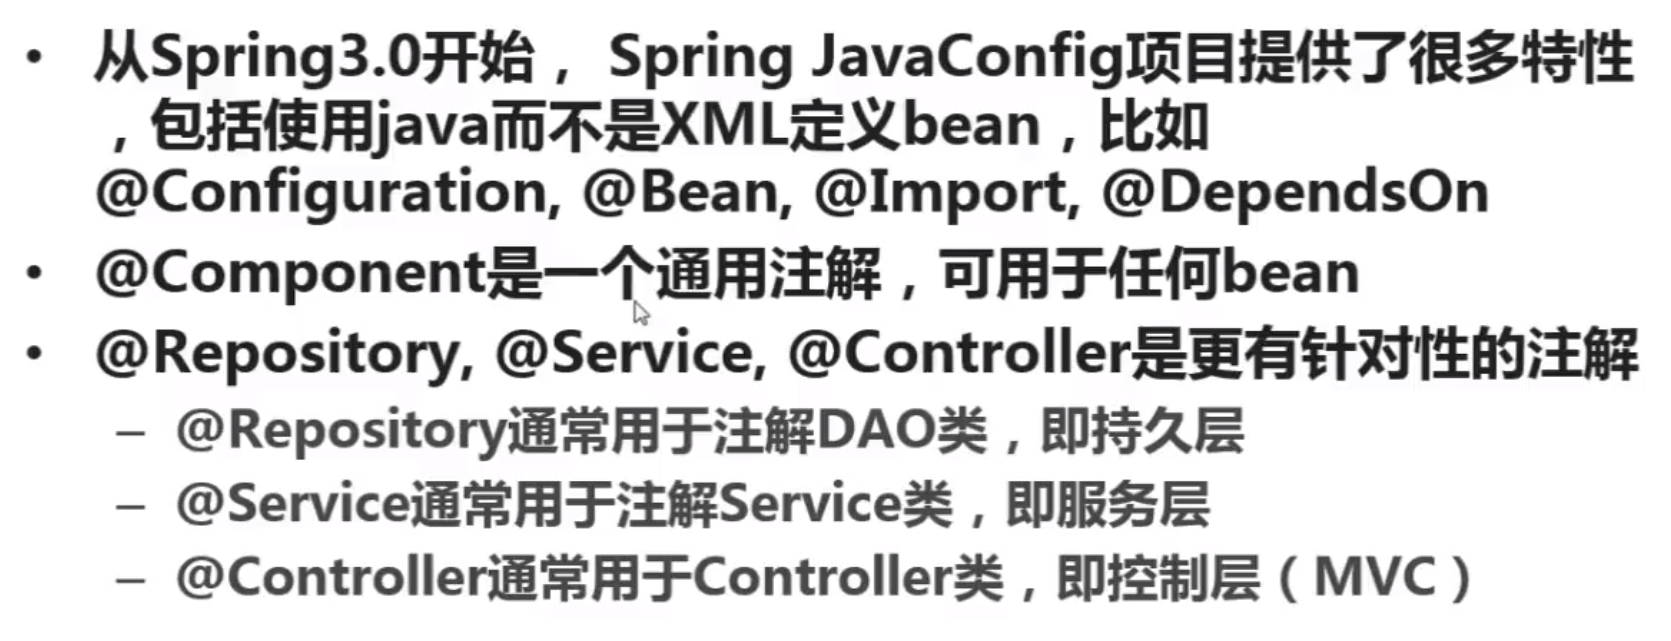 • 从Spring3.0开始， Spring JavaConfig项目提供了很多特性
，包括使用java而不是XML定义bean，比如
@Configuration, @Bean, @Import, @DependsOn
• @Component是一个通用注解，可用于任何bean
• @Repository, @Service, @Controller是更有针对性的注解
– @Repository通常用于注解DAO类，即持久层
– @Service通常用于注解Service类，即服务层
– @Controller通常用于Controller类，即控制层（MVC）